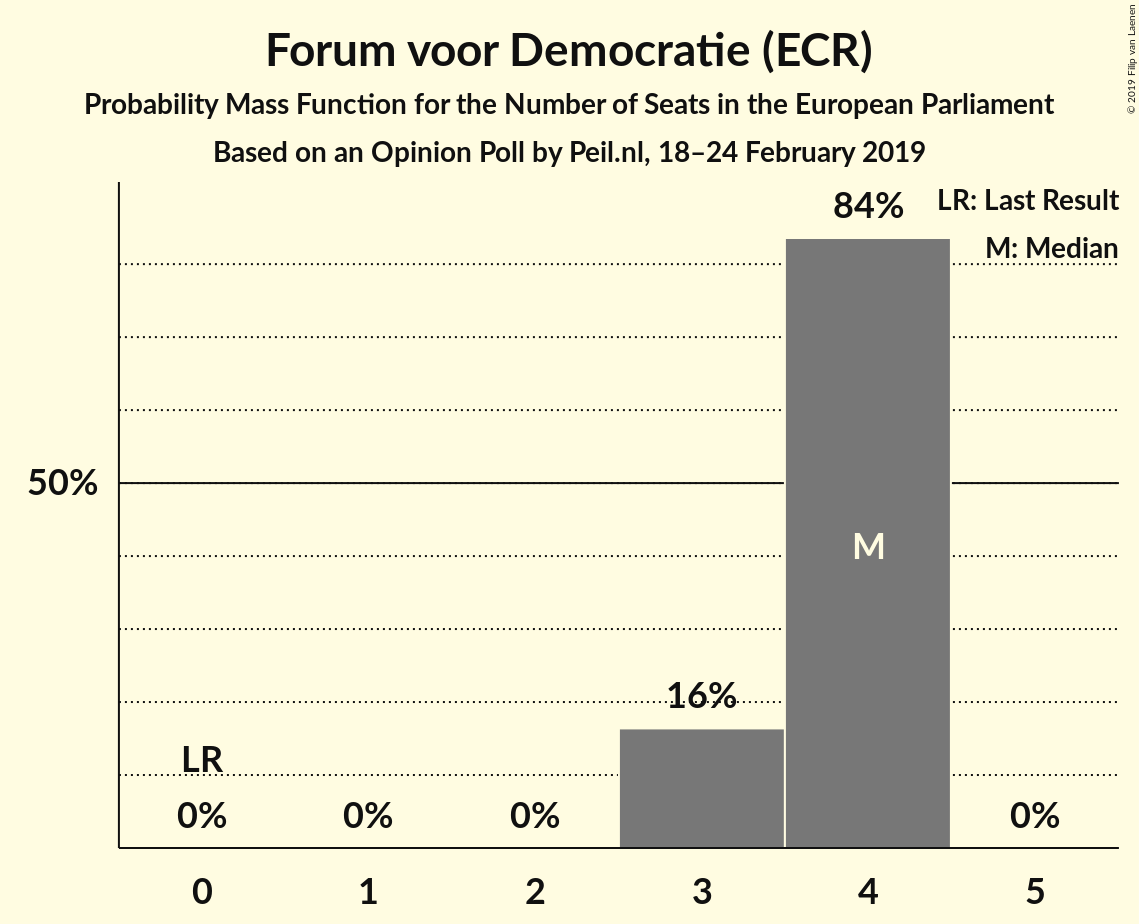 Forum voor Democratie (ECR)
Probability Mass Function for the Number of Seats in the European Parliament
Based on an Opinion Poll by Peil.nl, 18–24 February 2019
© 2019 Filip van Laenen
LR: Last Result
M: Median
84%
50%
M
16%
LR
0%
0%
0%
0%
0
1
2
3
4
5